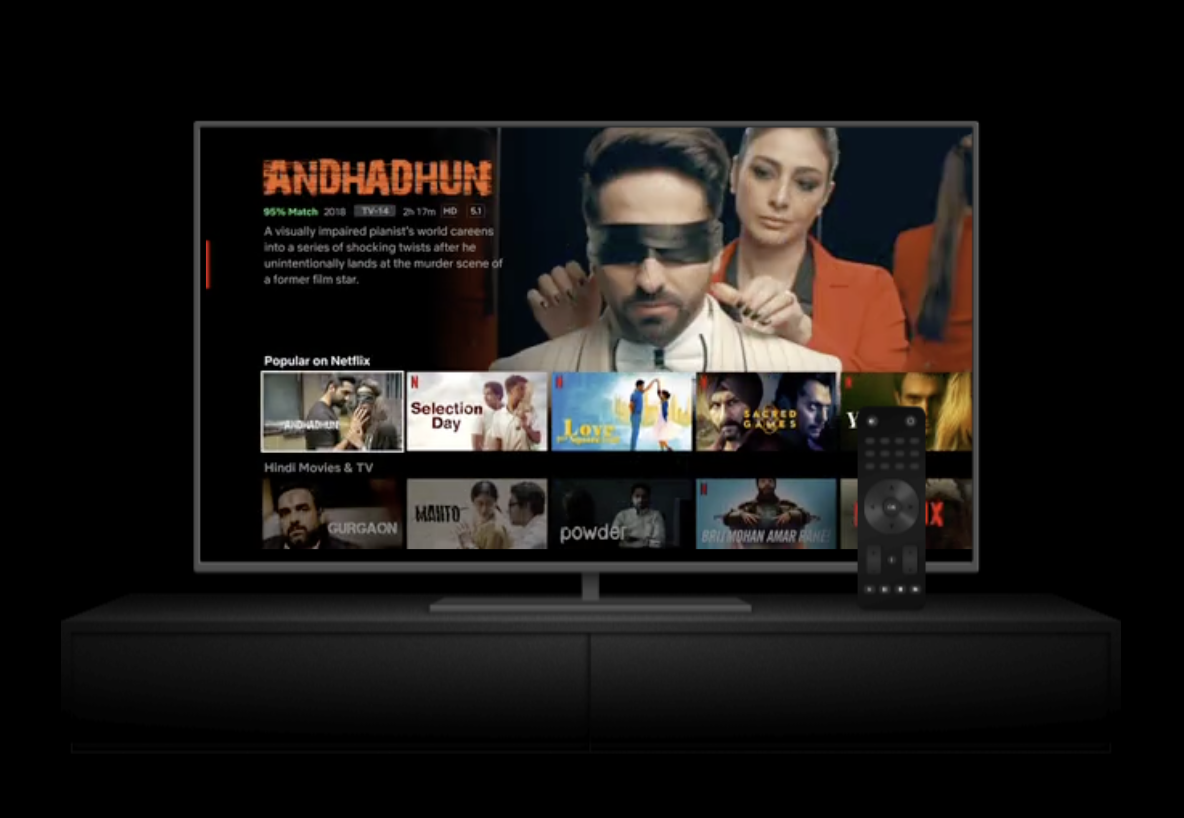 ANDHADHUN
95% Match 2018 TV-14 2h 17m HD 5.1
A visually impaired pianist's world careens
into a series of shocking twists after he
unintentionally lands at the murder scene of
a former film star.
Popular on Netflix
ANDHADHUN
N
Selection
Day
N
Love
N
SACRED
GAMES
N
Y
Hindi Movies & TV
GURGAON
MANTO
powder
N
BRIJ MOHAN AMAR RAHE!
IX